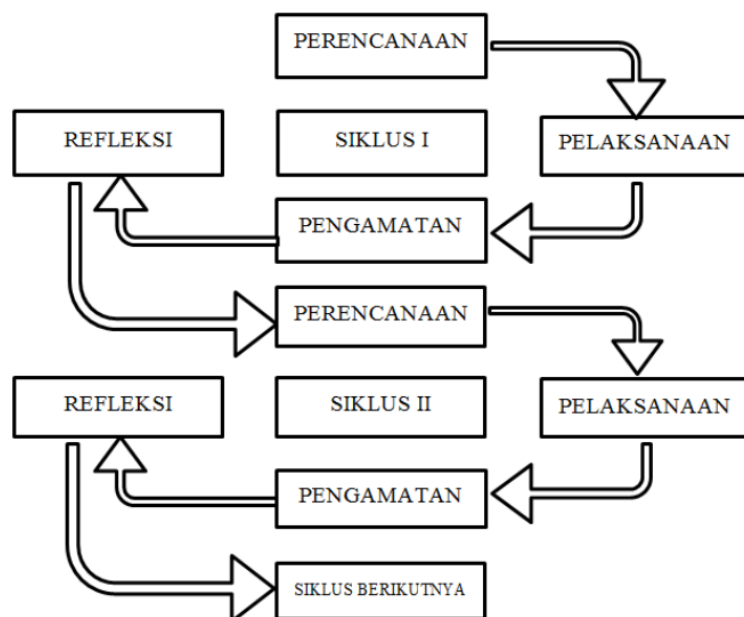 PERENCANAAN
REFLEKSI
SIKLUS I
PELAKSANAAN
PENGAMATAN
PERENCANAAN
REFLEKSI
SIKLUS II
PELAKSANAAN
PENGAMATAN
SIKLUS BERIKUTNYA